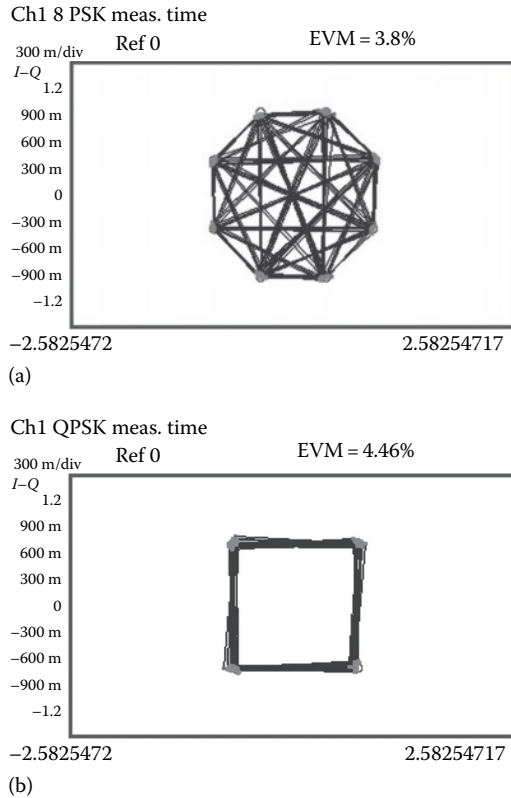 Ch1 8 PSK meas. time
300 m/div Ref 0 EVM = 3.8%
I–Q
1.2
900 m
600 m
300 m
0
−300 m
−600 m
−900 m
−1.2
−2.5825472 2.58254717
(a)
Ch1 QPSK meas. time
300 m/div Ref 0 EVM = 4.46%
I–Q
1.2
900 m
600 m
300 m
0
−300 m
−600 m
−900 m
−1.2
−2.5825472 2.58254717
(b)